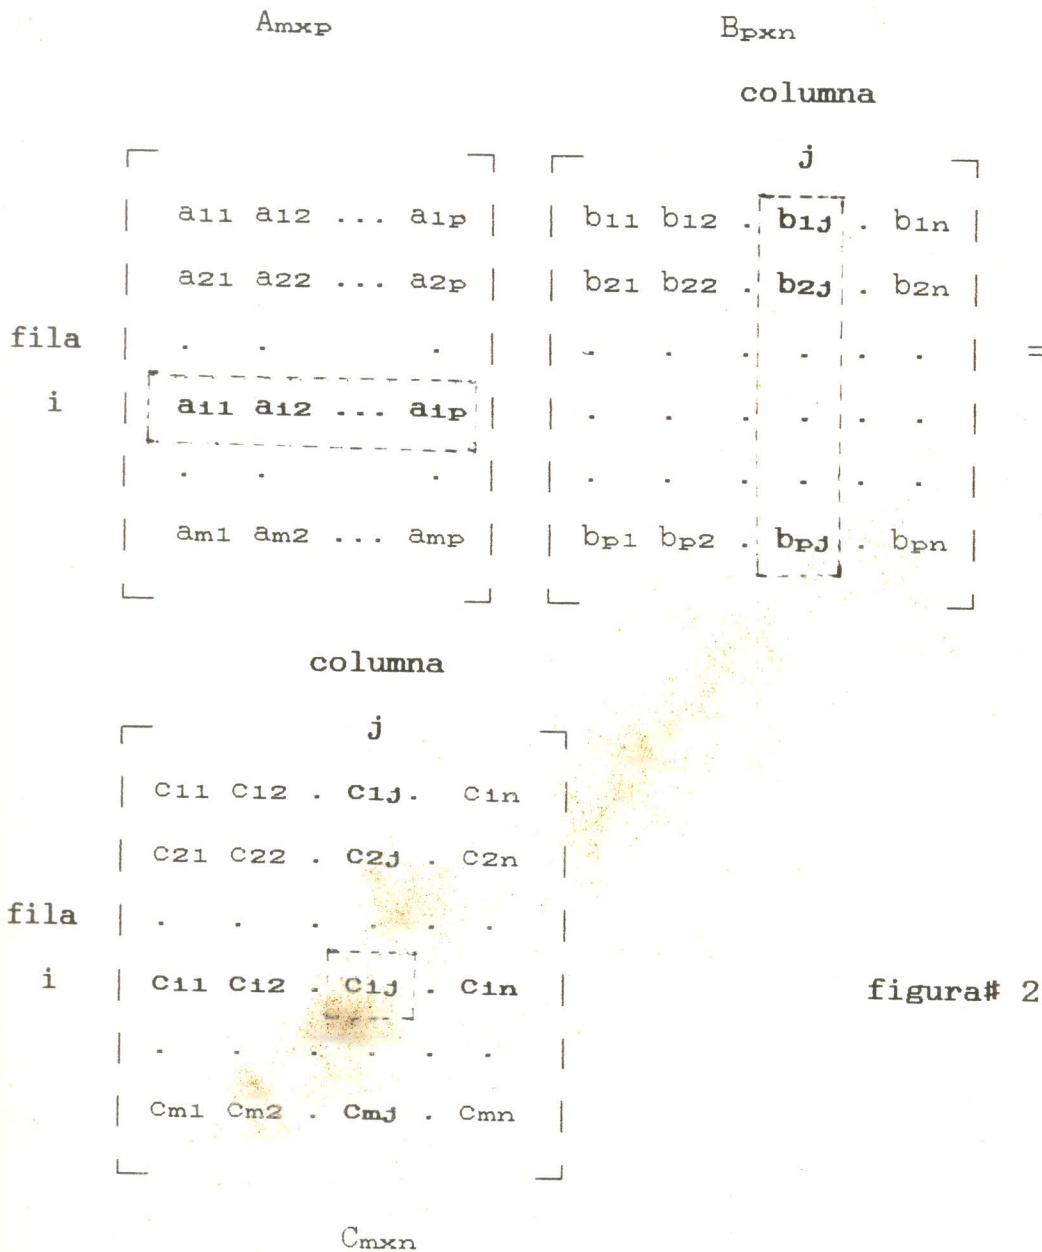 Amxp Bpxn
columna
j
a11 a12 ... a1p b11 b12 . b1j . b1n
a21 a22 ... a2p b21 b22 . b2j . b2n
fila . . . . . . . . . =
i ai1 ai2 ... aip . . . . . .
. . . . . . . . .
am1 am2 ... amp bp1 bp2 . bpj . bpn
columna
j
c11 c12 . c1j . c1n
c21 c22 . c2j . c2n
fila . . . . . .
i ci1 ci2 . cij . cin figura# 2
. . . . . .
cm1 cm2 . cmj . cmn
Cmxn